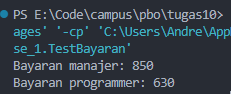 PS E:\Code\campus\pbo\tugas10>
ages' '-cp' 'C:\Users\Andre\App
se_1.TestBayaran'
Bayaran manajer: 850
Bayaran programmer: 630